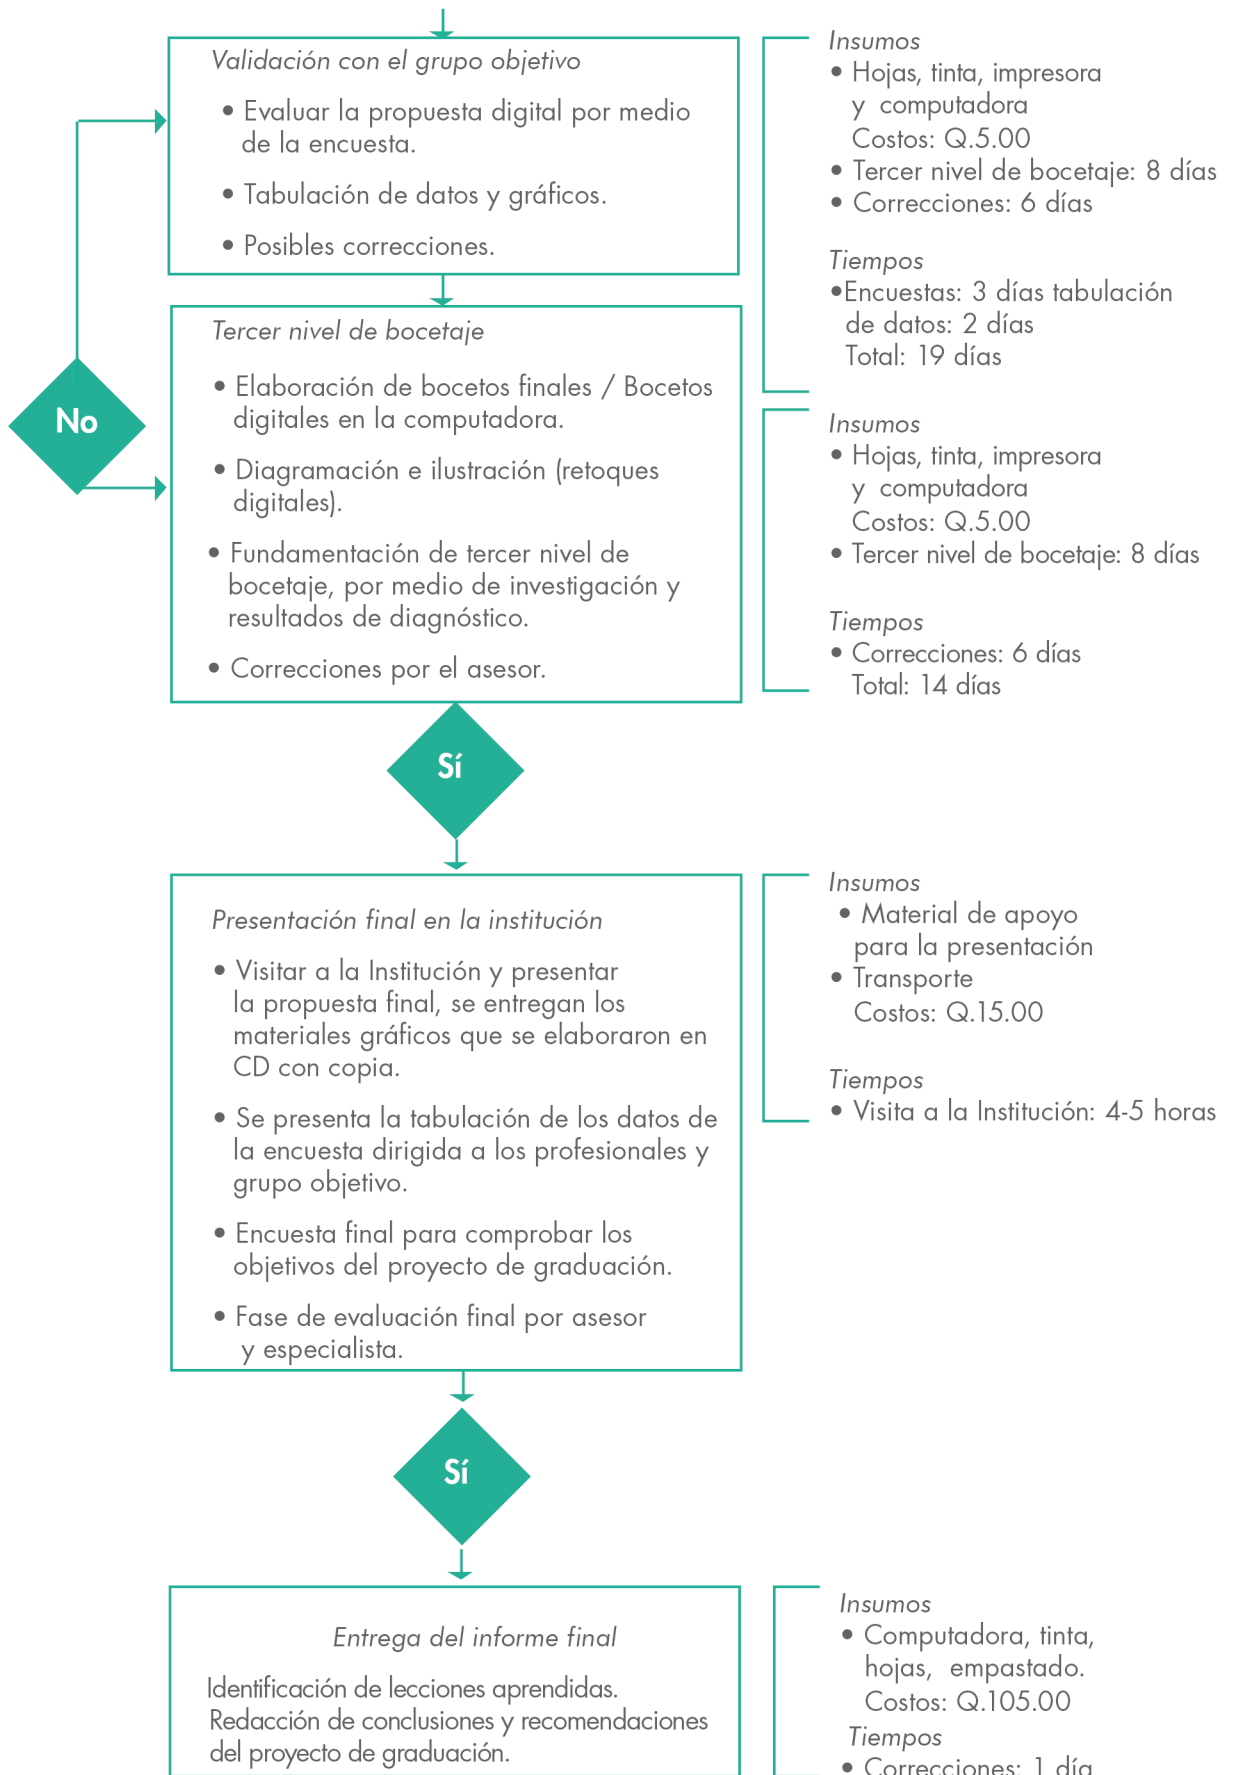 Validación con el grupo objetivo
• Evaluar la propuesta digital por medio
de la encuesta.
• Tabulación de datos y gráficos.
• Posibles correcciones.
Insumos
• Hojas, tinta, impresora
y computadora
Costos: Q.5.00
• Tercer nivel de bocetaje: 8 días
• Correcciones: 6 días
Tiempos
•Encuestas: 3 días tabulación
de datos: 2 días
Total: 19 días
No
Tercer nivel de bocetaje
• Elaboración de bocetos finales / Bocetos
digitales en la computadora.
• Diagramación e ilustración (retoques
digitales).
• Fundamentación de tercer nivel de
bocetaje, por medio de investigación y
resultados de diagnóstico.
• Correcciones por el asesor.
Insumos
• Hojas, tinta, impresora
y computadora
Costos: Q.5.00
• Tercer nivel de bocetaje: 8 días
Tiempos
• Correcciones: 6 días
Total: 14 días
Sí
Presentación final en la institución
• Visitar a la Institución y presentar
la propuesta final, se entregan los
materiales gráficos que se elaboraron en
CD con copia.
• Se presenta la tabulación de los datos de
la encuesta dirigida a los profesionales y
grupo objetivo.
• Encuesta final para comprobar los
objetivos del proyecto de graduación.
• Fase de evaluación final por asesor
y especialista.
Insumos
• Material de apoyo
para la presentación
• Transporte
Costos: Q.15.00
Tiempos
• Visita a la Institución: 4-5 horas
Sí
Entrega del informe final
Identificación de lecciones aprendidas.
Redacción de conclusiones y recomendaciones
del proyecto de graduación.
Insumos
• Computadora, tinta,
hojas, empastado.
Costos: Q.105.00
Tiempos
• Correcciones: 1 día